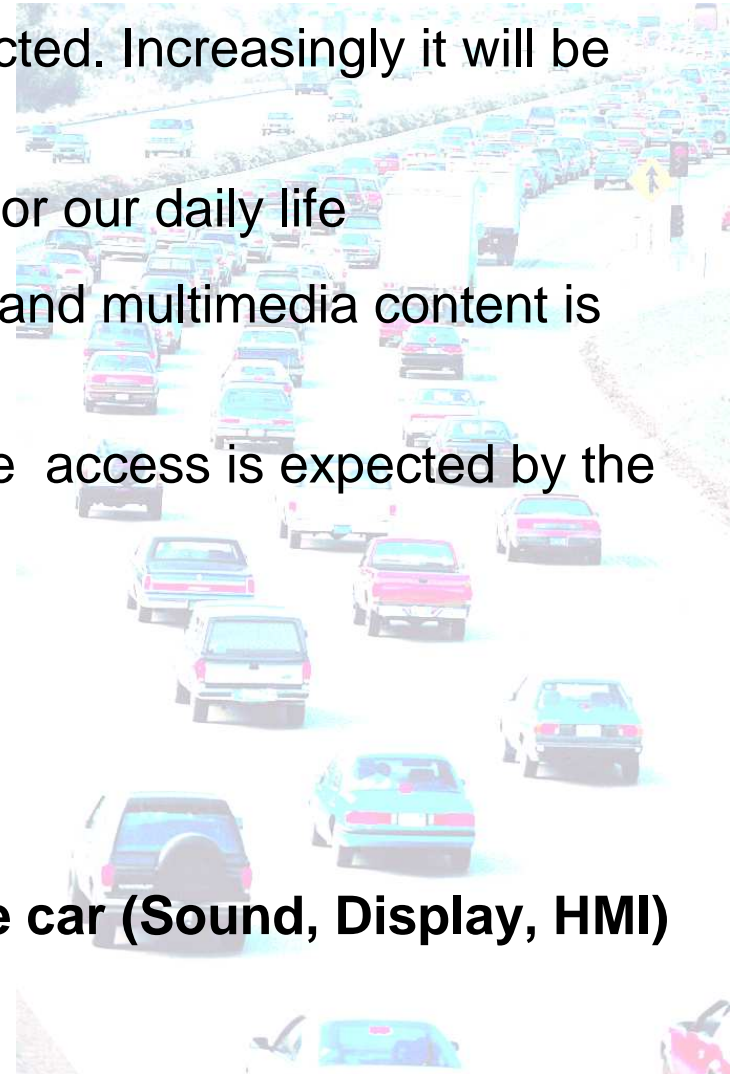 cted. Increasingly it will be
or our daily life
and multimedia content is
e access is expected by the
e car (Sound, Display, HMI)